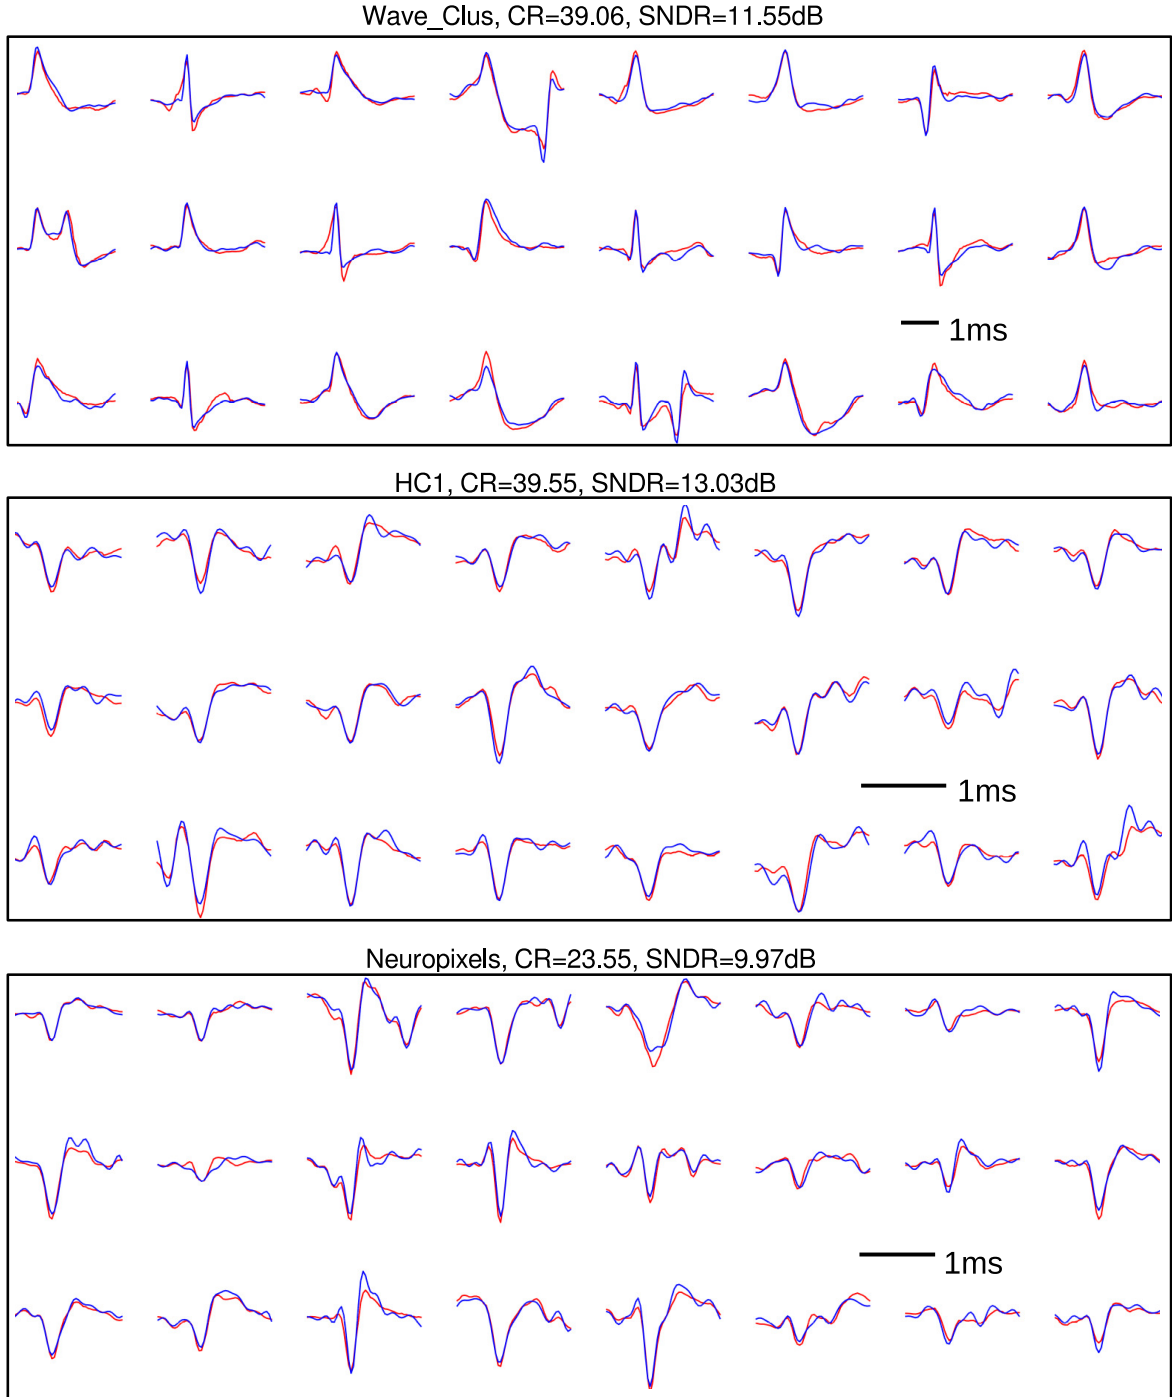 Wave_Clus, CR=39.06, SNDR=11.55dB
1ms
HC1, CR=39.55, SNDR=13.03dB
1ms
Neuropixels, CR=23.55, SNDR=9.97dB
1ms